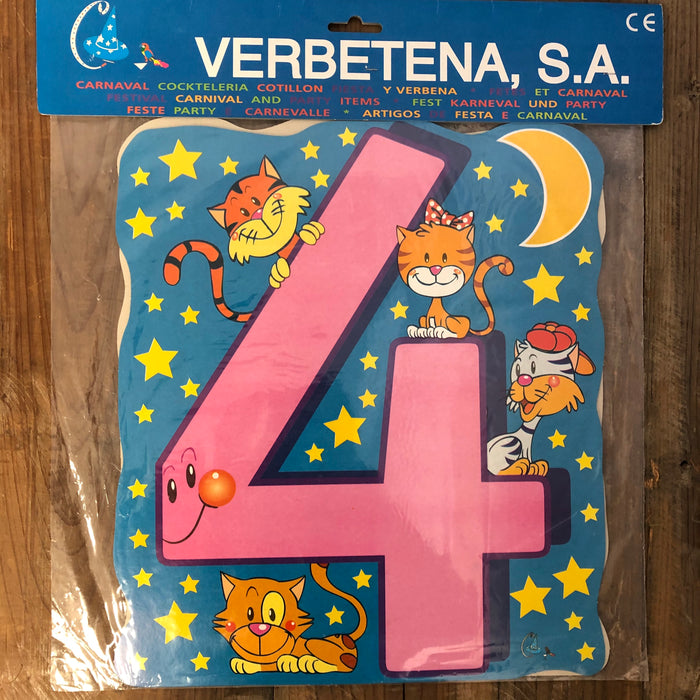 CE
VERBETENA, S.A.
CARNAVAL COCKTELERIA COTILLON FIESTA Y VERBENA * FETES ET CARNAVAL
FESTIVAL CARNIVAL AND PARTY ITEMS * FEST KARNEVAL UND PARTY
FESTE PARTY E CARNEVALLE * ARTIGOS DE FESTA E CARNAVAL
4